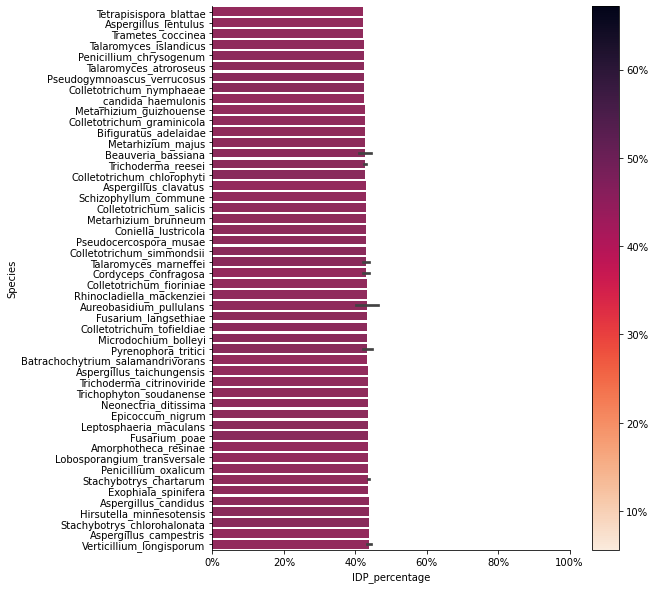 Tetrapisispora_blattae
Aspergillus_lentulus
Trametes_coccinea
Talaromyces_islandicus
Penicillium_chrysogenum
Talaromyces_atroroseus
Pseudogymnoascus_verrucosus
Colletotrichum_nymphaeae
candida_haemulonis
Metarhizium_guizhouense
Colletotrichum_graminicola
Bifiguratus_adelaidae
Metarhizium_majus
Beauveria_bassiana
Trichoderma_reesei
Colletotrichum_chlorophyti
Aspergillus_clavatus
Schizophyllum_commune
Colletotrichum_salicis
Metarhizium_brunneum
Coniella_lustricola
Pseudocercospora_musae
Colletotrichum_simmondsii
Talaromyces_marneffei
Cordyceps_confragosa
Colletotrichum_fioriniae
Rhinocladiella_mackenziei
Aureobasidium_pullulans
Fusarium_langsethiae
Colletotrichum_tofieldiae
Microdochium_bolleyi
Pyrenophora_tritici
Batrachochytrium_salamandrivorans
Aspergillus_taichungensis
Trichoderma_citrinoviride
Trichophyton_soudanense
Neonectria_ditissima
Epicoccum_nigrum
Leptosphaeria_maculans
Fusarium_poae
Amorphotheca_resinae
Lobosporangium_transversale
Penicillium_oxalicum
Stachybotrys_chartarum
Exophiala_spinifera
Aspergillus_candidus
Hirsutella_minnesotensis
Stachybotrys_chlorohalonata
Aspergillus_campestris
Verticillium_longisporum
Species
0% 20% 40% 60% 80% 100%
IDP_percentage
60%
50%
40%
30%
20%
10%